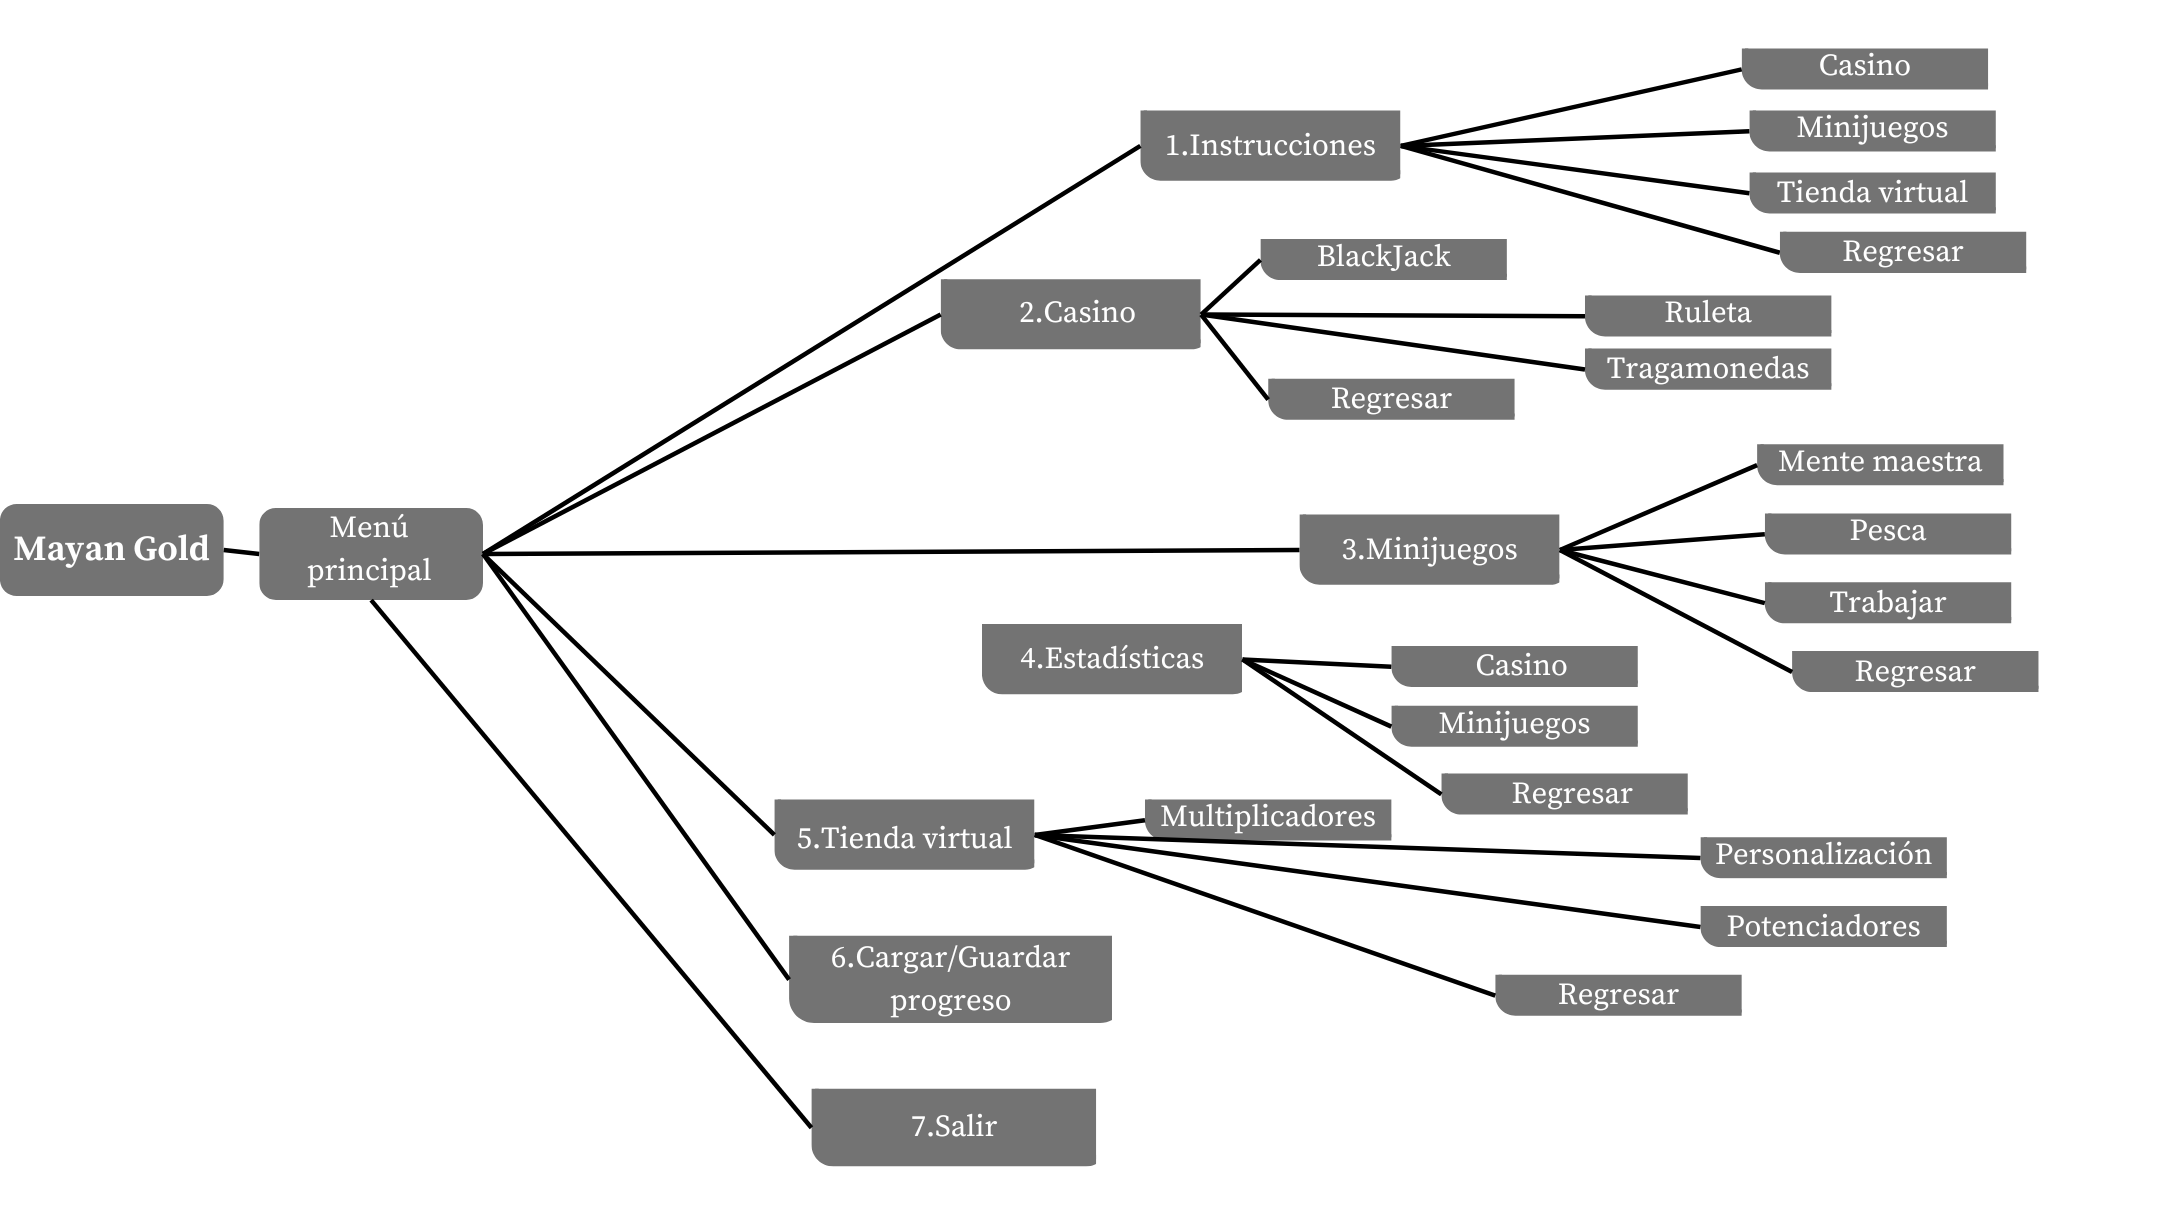 Mayan Gold
Menú
principal
1.Instrucciones
Casino
Minijuegos
Tienda virtual
Regresar
2.Casino
BlackJack
Ruleta
Tragamonedas
Regresar
3.Minijuegos
Mente maestra
Pesca
Trabajar
Regresar
4.Estadísticas
Casino
Minijuegos
Regresar
5.Tienda virtual
Multiplicadores
Personalización
Potenciadores
Regresar
6.Cargar/Guardar
progreso
7.Salir